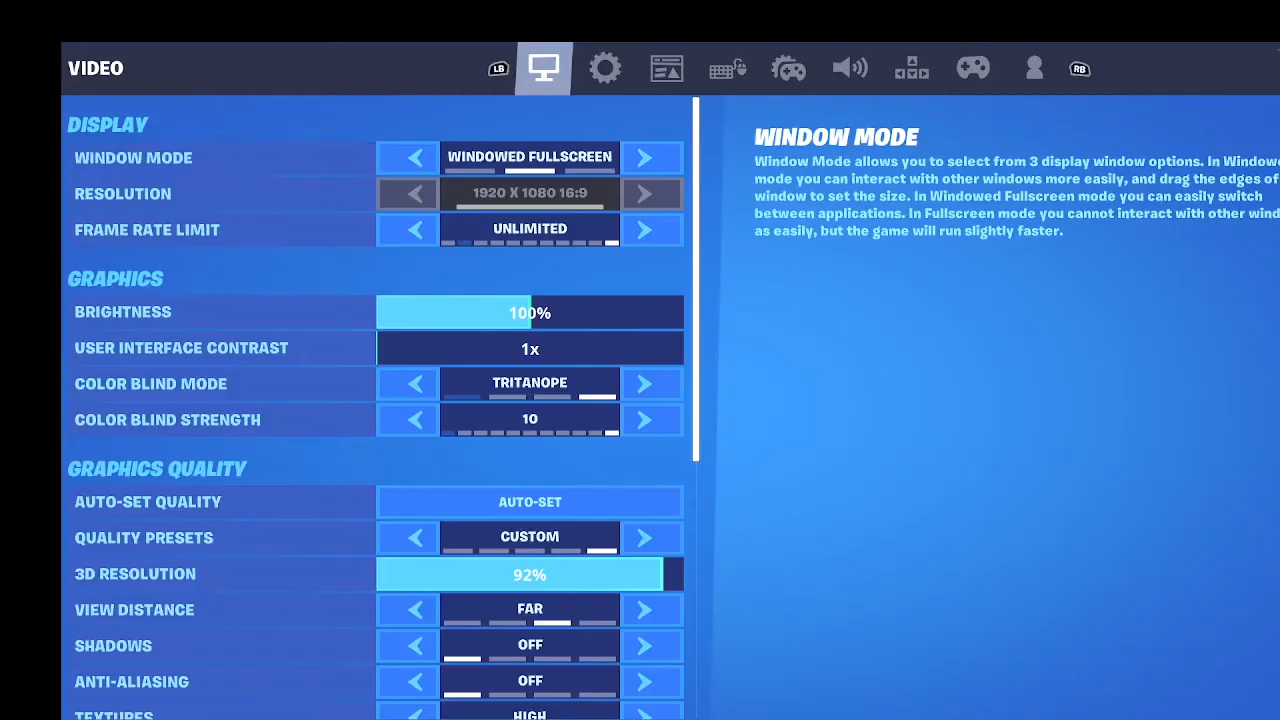 VIDEO
LB
RB
DISPLAY
WINDOW MODE
WINDOWED FULLSCREEN
RESOLUTION
1920 X 1080 16:9
FRAME RATE LIMIT
UNLIMITED
GRAPHICS
BRIGHTNESS
100%
USER INTERFACE CONTRAST
1x
COLOR BLIND MODE
TRITANOPE
COLOR BLIND STRENGTH
10
GRAPHICS QUALITY
AUTO-SET QUALITY
AUTO-SET
QUALITY PRESETS
CUSTOM
3D RESOLUTION
92%
VIEW DISTANCE
FAR
SHADOWS
OFF
ANTI-ALIASING
OFF
TEXTURES
HIGH
WINDOW MODE
Window Mode allows you to select from 3 display window options. In Windowe
mode you can interact with other windows more easily, and drag the edges of
window to set the size. In Windowed Fullscreen mode you can easily switch
between applications. In Fullscreen mode you cannot interact with other wind
as easily, but the game will run slightly faster.